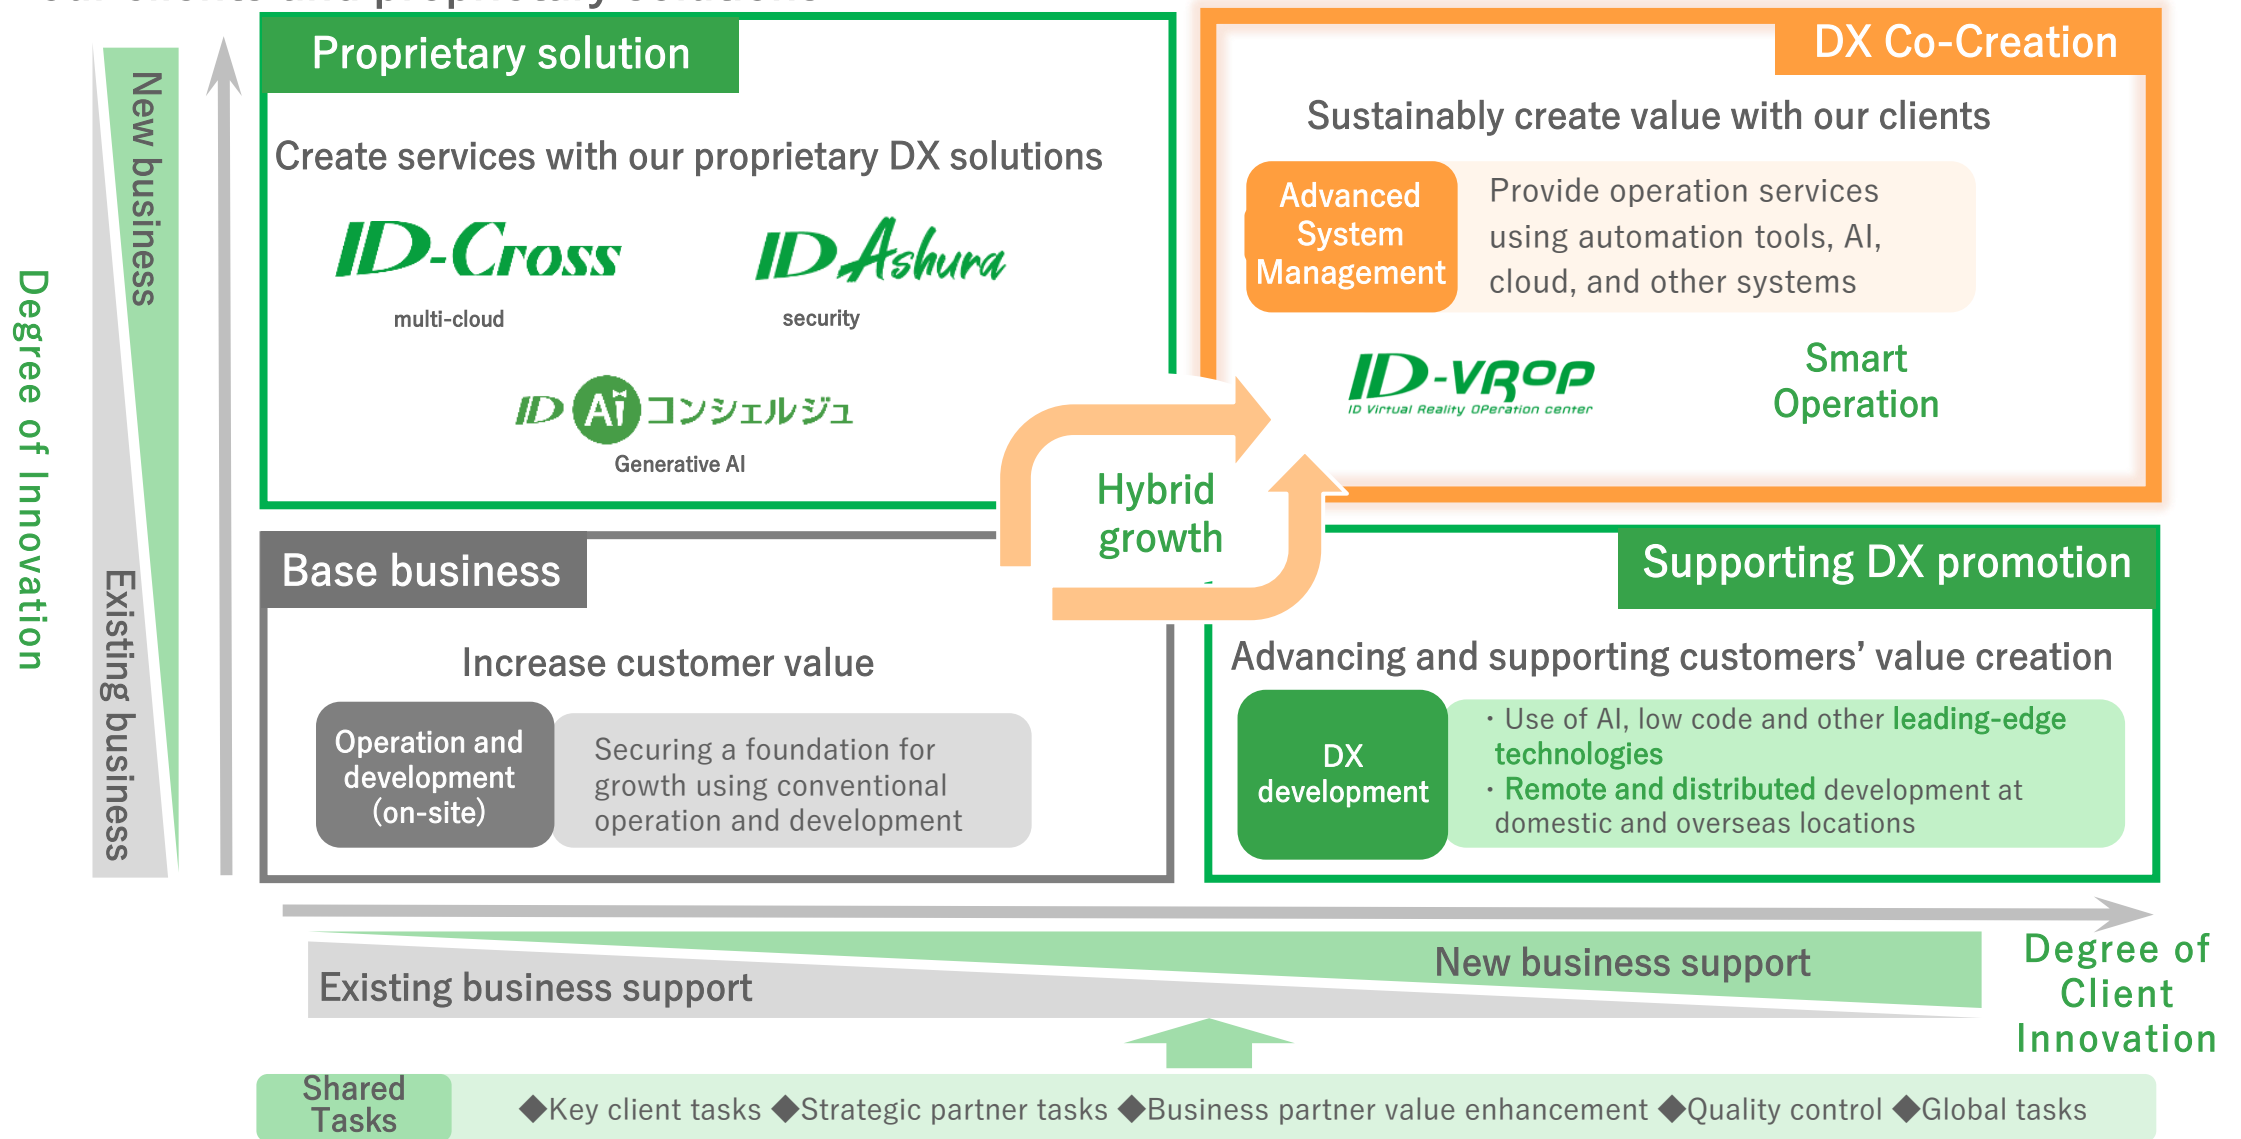 our clients and proprietary solutions
Proprietary solution
Create services with our proprietary DX solutions
ID-Cross
multi-cloud
ID Ashura
security
ID Ai コンシェルジュ
Generative AI
DX Co-Creation
Sustainably create value with our clients
Advanced
System
Management
Provide operation services
using automation tools, AI,
cloud, and other systems
ID-VROP
ID Virtual Reality OPeration center
Smart
Operation
Hybrid
growth
Base business
Increase customer value
Operation and
development
(on-site)
Securing a foundation for
growth using conventional
operation and development
Supporting DX promotion
Advancing and supporting customers’ value creation
DX
development
・Use of AI, low code and other leading-edge
technologies
・Remote and distributed development at
domestic and overseas locations
Degree of Innovation
New business
Existing business
Existing business support
New business support
Degree of
Client
Innovation
Shared
Tasks
◆Key client tasks ◆Strategic partner tasks ◆Business partner value enhancement ◆Quality control ◆Global tasks